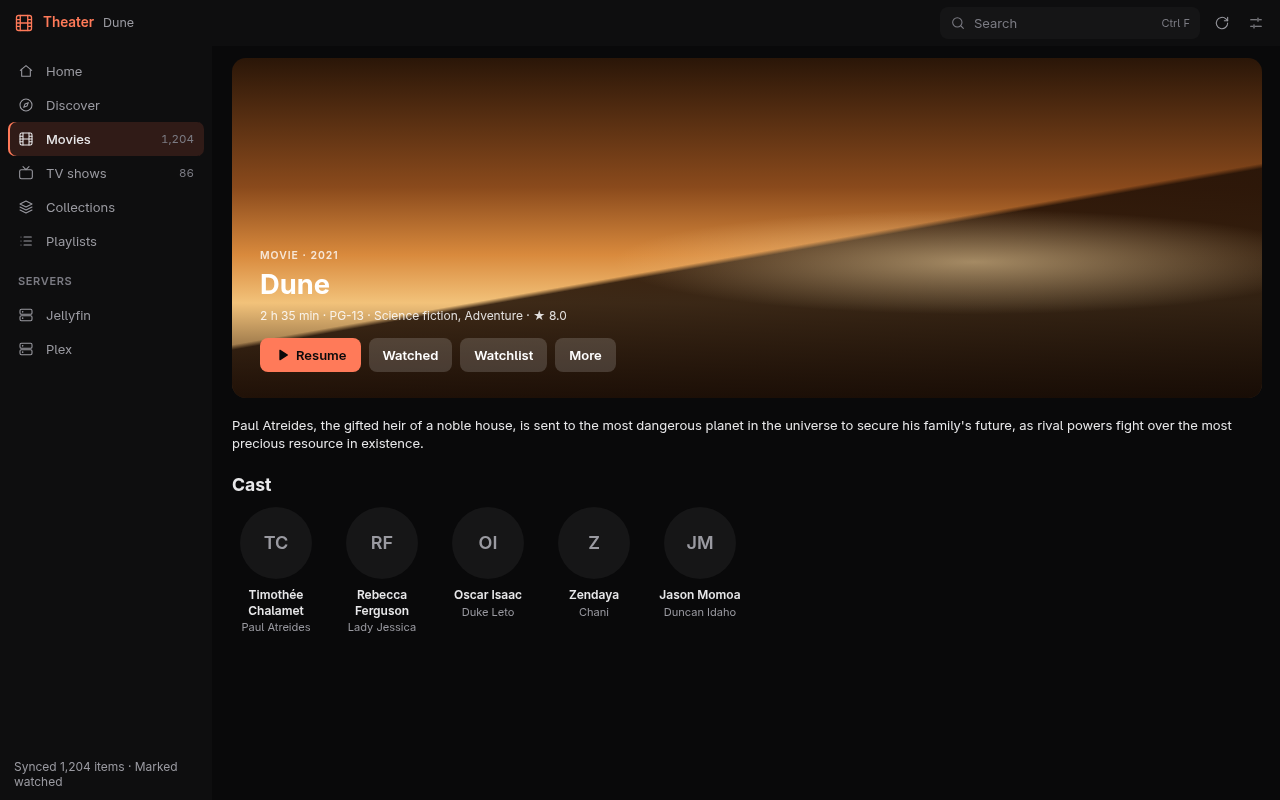 Theater Dune
Search Ctrl F
Home
Discover
Movies 1,204
TV shows 86
Collections
Playlists
SERVERS
Jellyfin
Plex
Synced 1,204 items · Marked
watched
MOVIE · 2021
Dune
2 h 35 min · PG-13 · Science fiction, Adventure · ★ 8.0
Resume Watched Watchlist More
Paul Atreides, the gifted heir of a noble house, is sent to the most dangerous planet in the universe to secure his family's future, as rival powers fight over the most
precious resource in existence.
Cast
TC RF OI Z JM
Timothée
Chalamet
Paul Atreides
Rebecca
Ferguson
Lady Jessica
Oscar Isaac
Duke Leto
Zendaya
Chani
Jason Momoa
Duncan Idaho